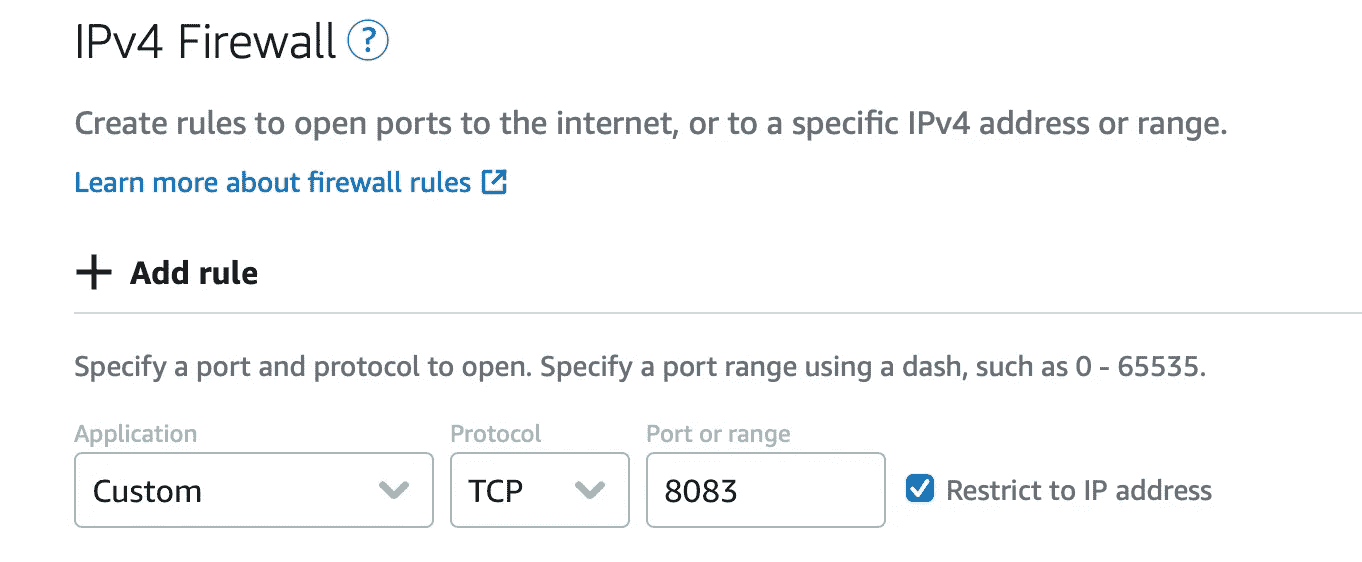 IPv4 Firewall ?
Create rules to open ports to the internet, or to a specific IPv4 address or range.
Learn more about firewall rules
Add rule
Specify a port and protocol to open. Specify a port range using a dash, such as 0 - 65535.
Application Protocol Port or range
Custom TCP 8083 Restrict to IP address